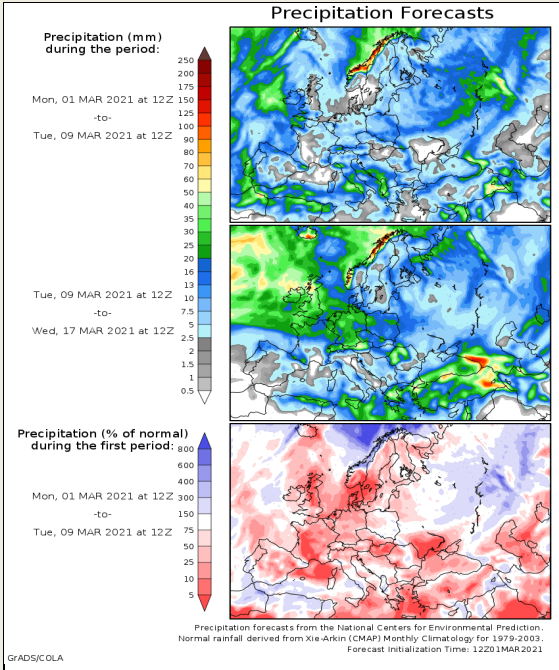 Precipitation Forecasts
Precipitation (mm)
during the period:
250
200
175
150
125
100
90
80
70
60
50
40
35
30
25
20
16
13
10
7.5
5
2.5
2
1.5
1
0.5
Mon, 01 MAR 2021 at 12Z
-to-
Tue, 09 MAR 2021 at 12Z
Tue, 09 MAR 2021 at 12Z
-to-
Wed, 17 MAR 2021 at 12Z
Precipitation (% of normal)
during the first period:
800
600
400
300
150
75
50
25
10
5
Mon, 01 MAR 2021 at 12Z
-to-
Tue, 09 MAR 2021 at 12Z
Precipitation forecasts from the National Centers for Environmental Prediction.
Normal rainfall derived from Xie-Arkin (CMAP) Monthly Climatology for 1979-2003.
Forecast Initialization Time: 12Z01MAR2021
GrADS/COLA